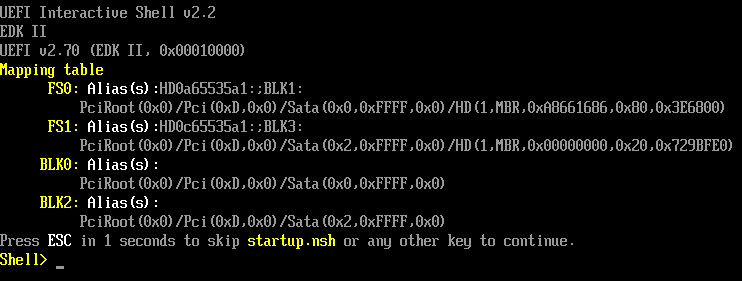 UEFI Interactive Shell v2.2
EDK II
UEFI v2.70 (EDK II, 0x00010000)
Mapping table
FS0: Alias(s):HD0a65535a1:;BLK1:
PciRoot(0x0)/Pci(0xD,0x0)/Sata(0x0,0xFFFF,0x0)/HD(1,MBR,0xA8661686,0x80,0x3E6800)
FS1: Alias(s):HD0c65535a1:;BLK3:
PciRoot(0x0)/Pci(0xD,0x0)/Sata(0x2,0xFFFF,0x0)/HD(1,MBR,0x00000000,0x20,0x729BFE0)
BLK0: Alias(s):
PciRoot(0x0)/Pci(0xD,0x0)/Sata(0x0,0xFFFF,0x0)
BLK2: Alias(s):
PciRoot(0x0)/Pci(0xD,0x0)/Sata(0x2,0xFFFF,0x0)
Press ESC in 1 seconds to skip startup.nsh or any other key to continue.
Shell> _